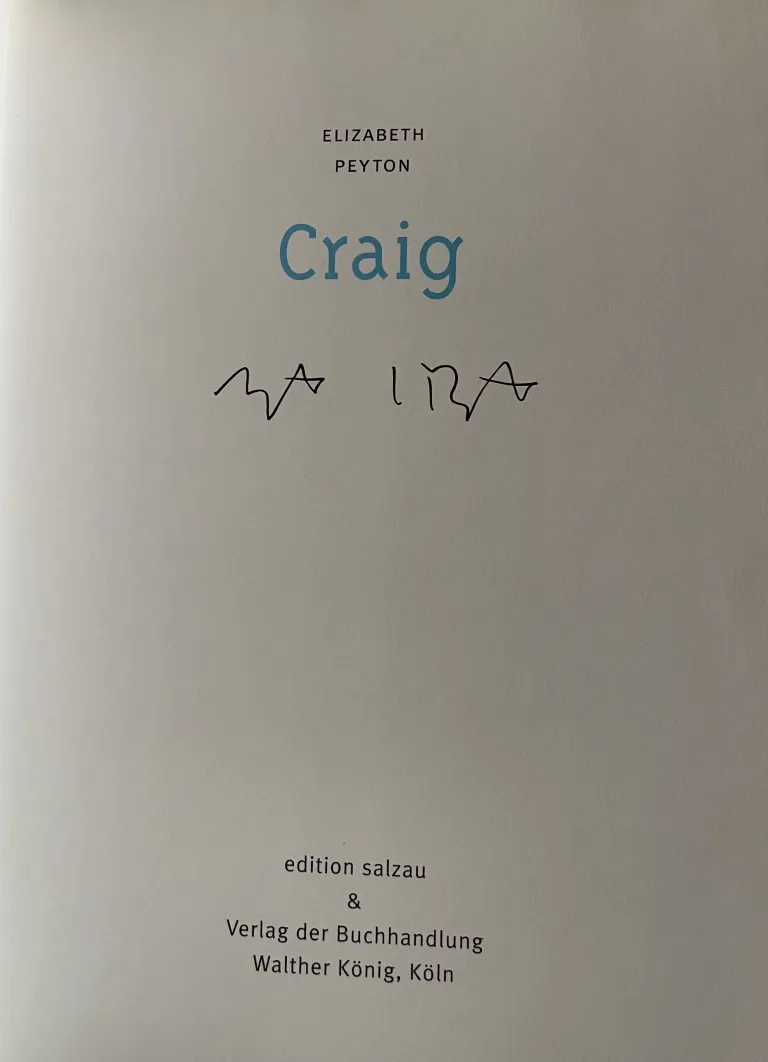 ELIZABETH
PEYTON
Craig
edition salzau
&
Verlag der Buchhandlung
Walther König, Köln